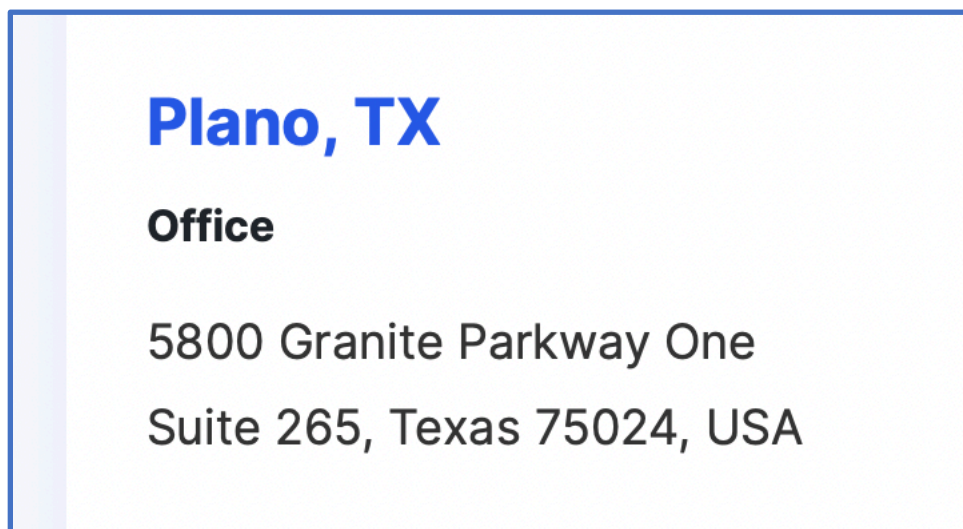 Plano, TX
Office
5800 Granite Parkway One
Suite 265, Texas 75024, USA